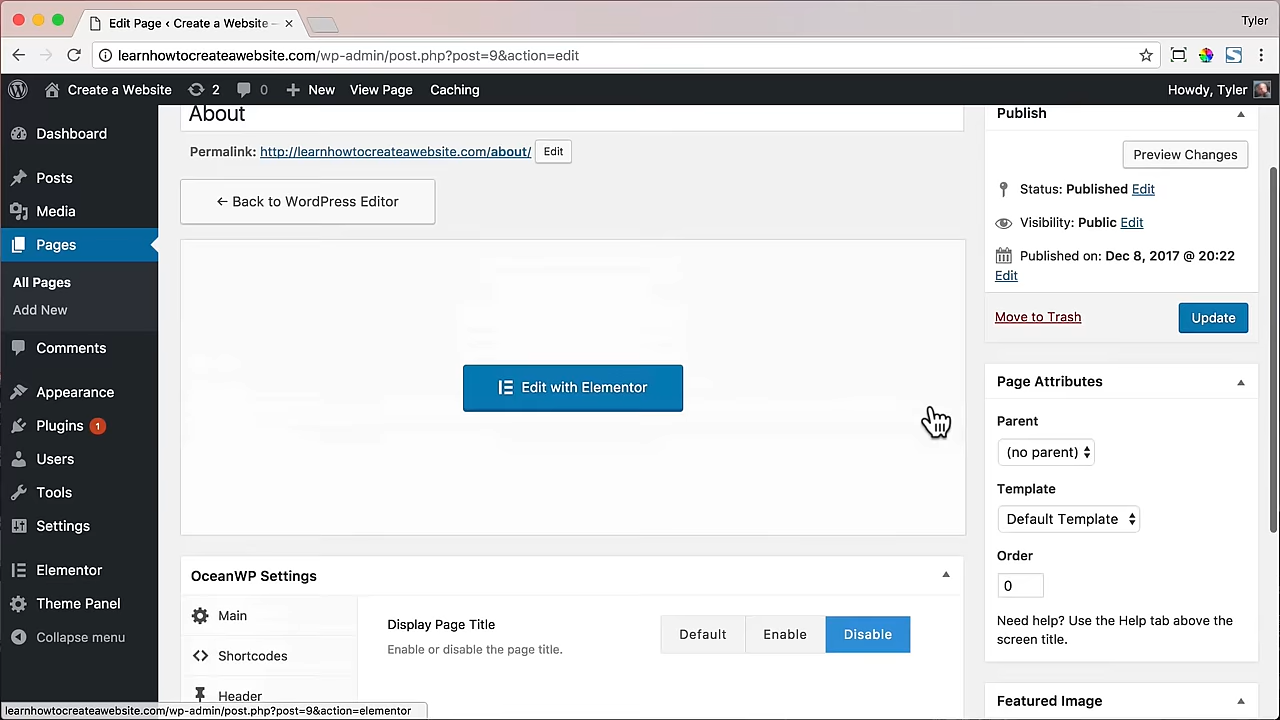 Edit Page ‹ Create a Website –
Tyler
learnhowtocreateawebsite.com/wp-admin/post.php?post=9&action=edit
Create a Website
2
0
New
View Page
Caching
Howdy, Tyler
Dashboard
Posts
Media
Pages
All Pages
Add New
Comments
Appearance
Plugins 1
Users
Tools
Settings
Elementor
Theme Panel
Collapse menu
About
Permalink: http://learnhowtocreateawebsite.com/about/ Edit
← Back to WordPress Editor
Edit with Elementor
OceanWP Settings
Main
Shortcodes
Header
Display Page Title
Enable or disable the page title.
Default
Enable
Disable
Publish
Preview Changes
Status: Published Edit
Visibility: Public Edit
Published on: Dec 8, 2017 @ 20:22
Edit
Move to Trash
Update
Page Attributes
Parent
(no parent)
Template
Default Template
Order
0
Need help? Use the Help tab above the
screen title.
Featured Image
learnhowtocreateawebsite.com/wp-admin/post.php?post=9&action=elementor